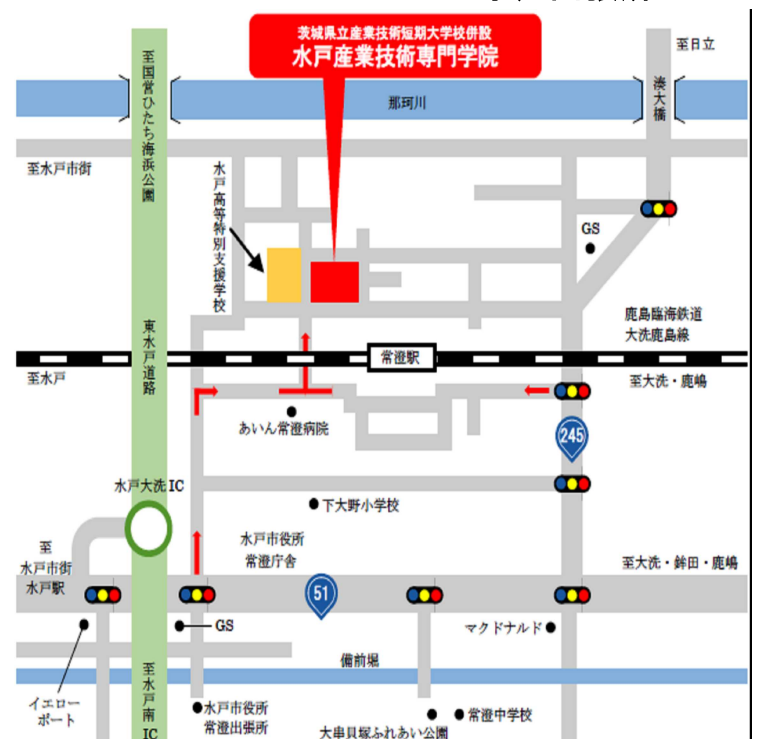 茨城県立産業技術短期大学校併設
水戸産業技術専門学院
至日立
至国営ひたち海浜公園
那珂川
湊大橋
至水戸市街
水戸高等特別支援学校
GS
鹿島臨海鉄道
大洗鹿島線
東水戸道路
常澄駅
至水戸
至大洗・鹿嶋
あいん常澄病院
245
水戸大洗IC
下大野小学校
水戸市役所
常澄庁舎
至
水戸市街
水戸駅
至大洗・鉾田・鹿嶋
51
GS
マクドナルド
備前堀
イエロー
ポート
至水戸南IC
水戸市役所
常澄出張所
常澄中学校
大串貝塚ふれあい公園